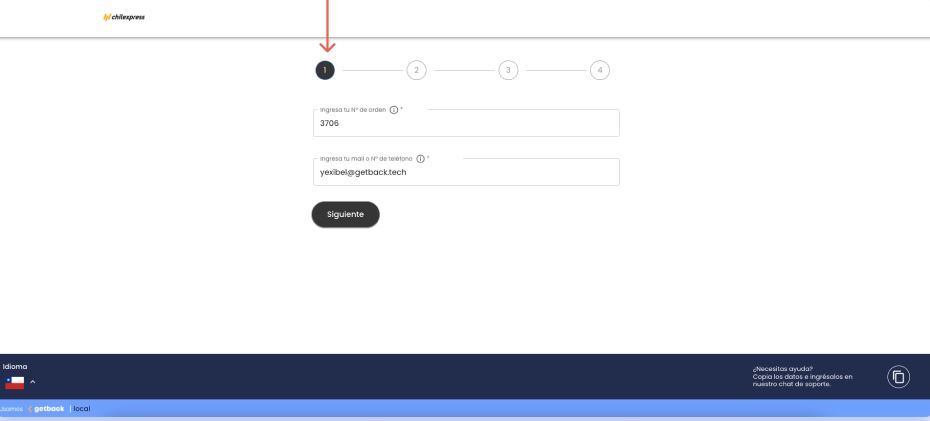 chilexpress
1
2
3
4
Ingresa tu N° de orden *
3706
Ingresa tu mail o N° de teléfono *
yexibel@getback.tech
Siguiente
Idioma
¿Necesitas ayuda?
Copia los datos e ingrésalos en
nuestro chat de soporte.
Usamos getback | local